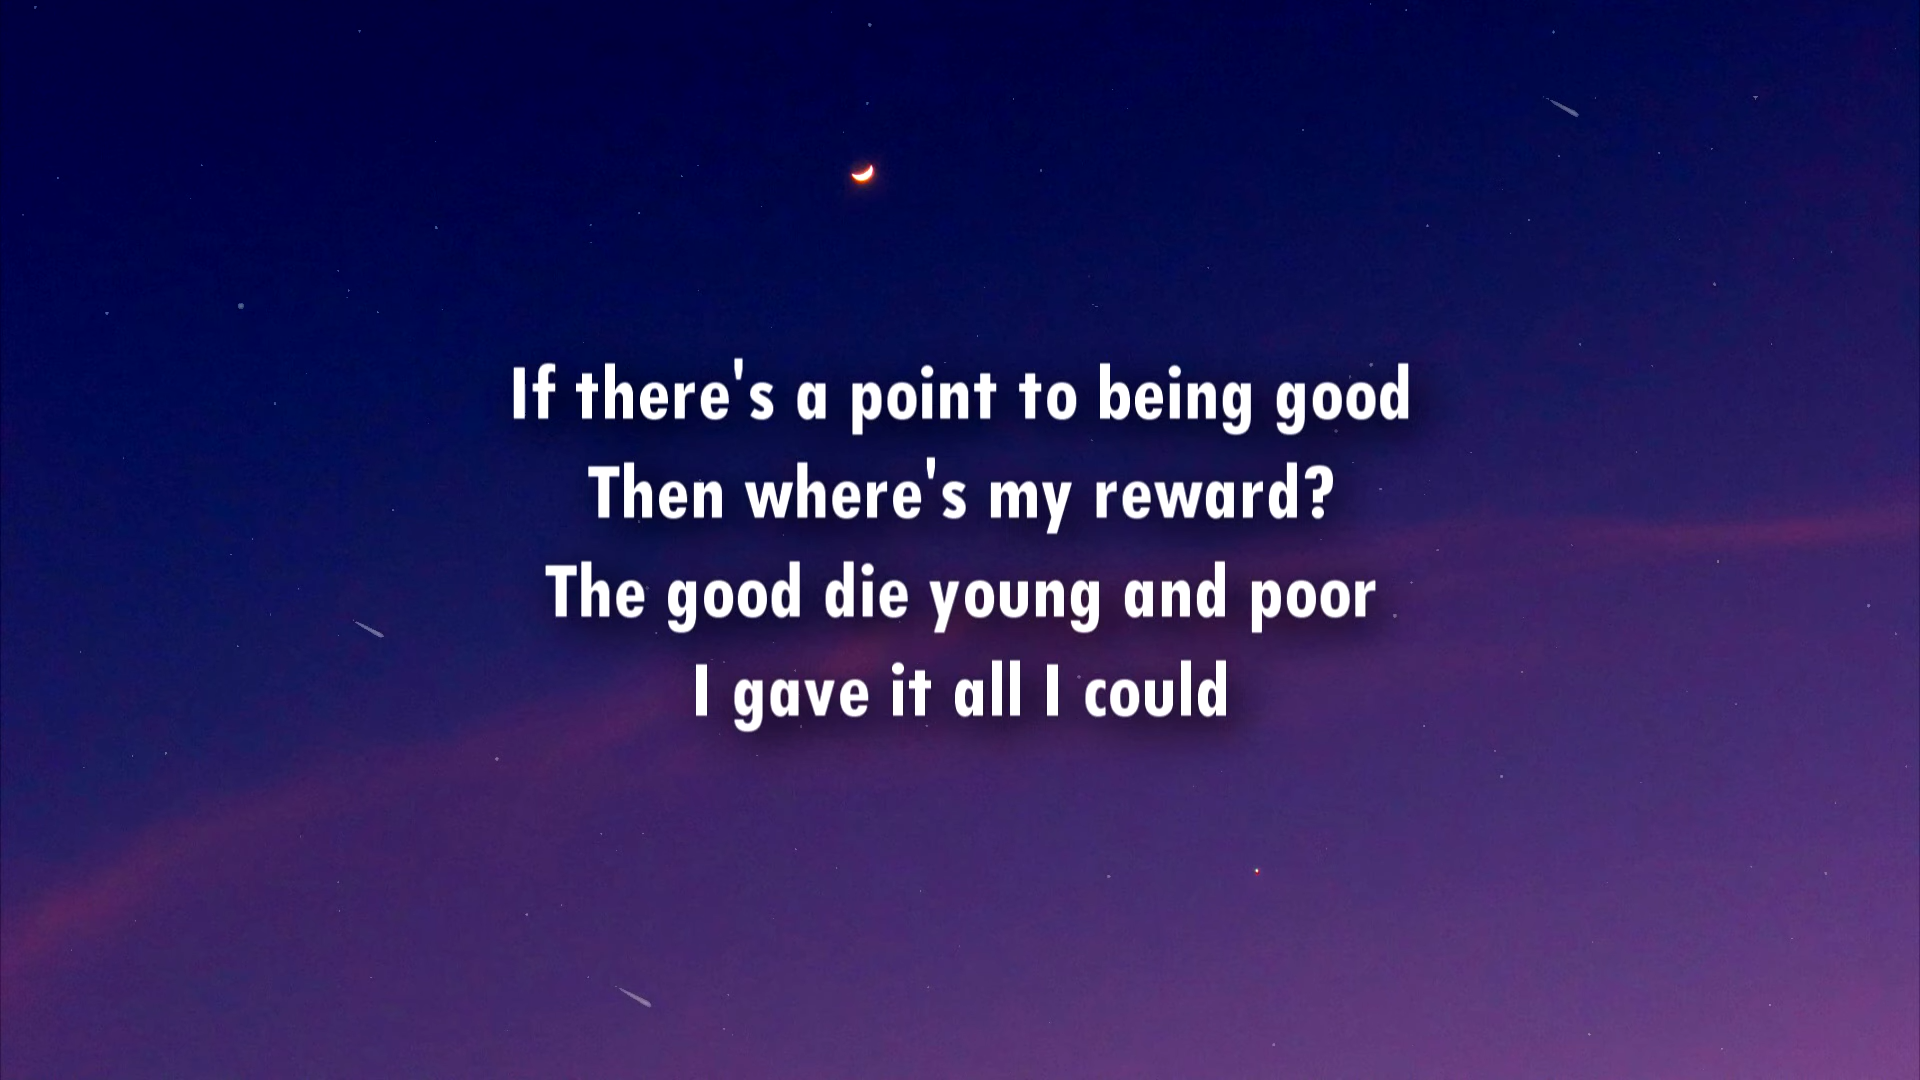 If there's a point to being good
Then where's my reward?
The good die young and poor
I gave it all I could